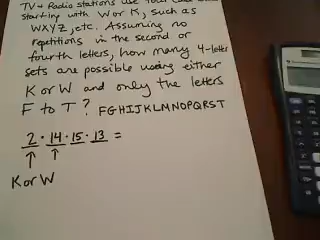 TV + Radio stations use four
starting with W or K, such as
WXYZ, etc. Assuming no
repetitions in the second or
fourth letters, how many 4-letter
sets are possible using either
K or W and only the letters
F to T? FGHIJKLMNOPQRST
2 · 14 · 15 · 13 =
K or W